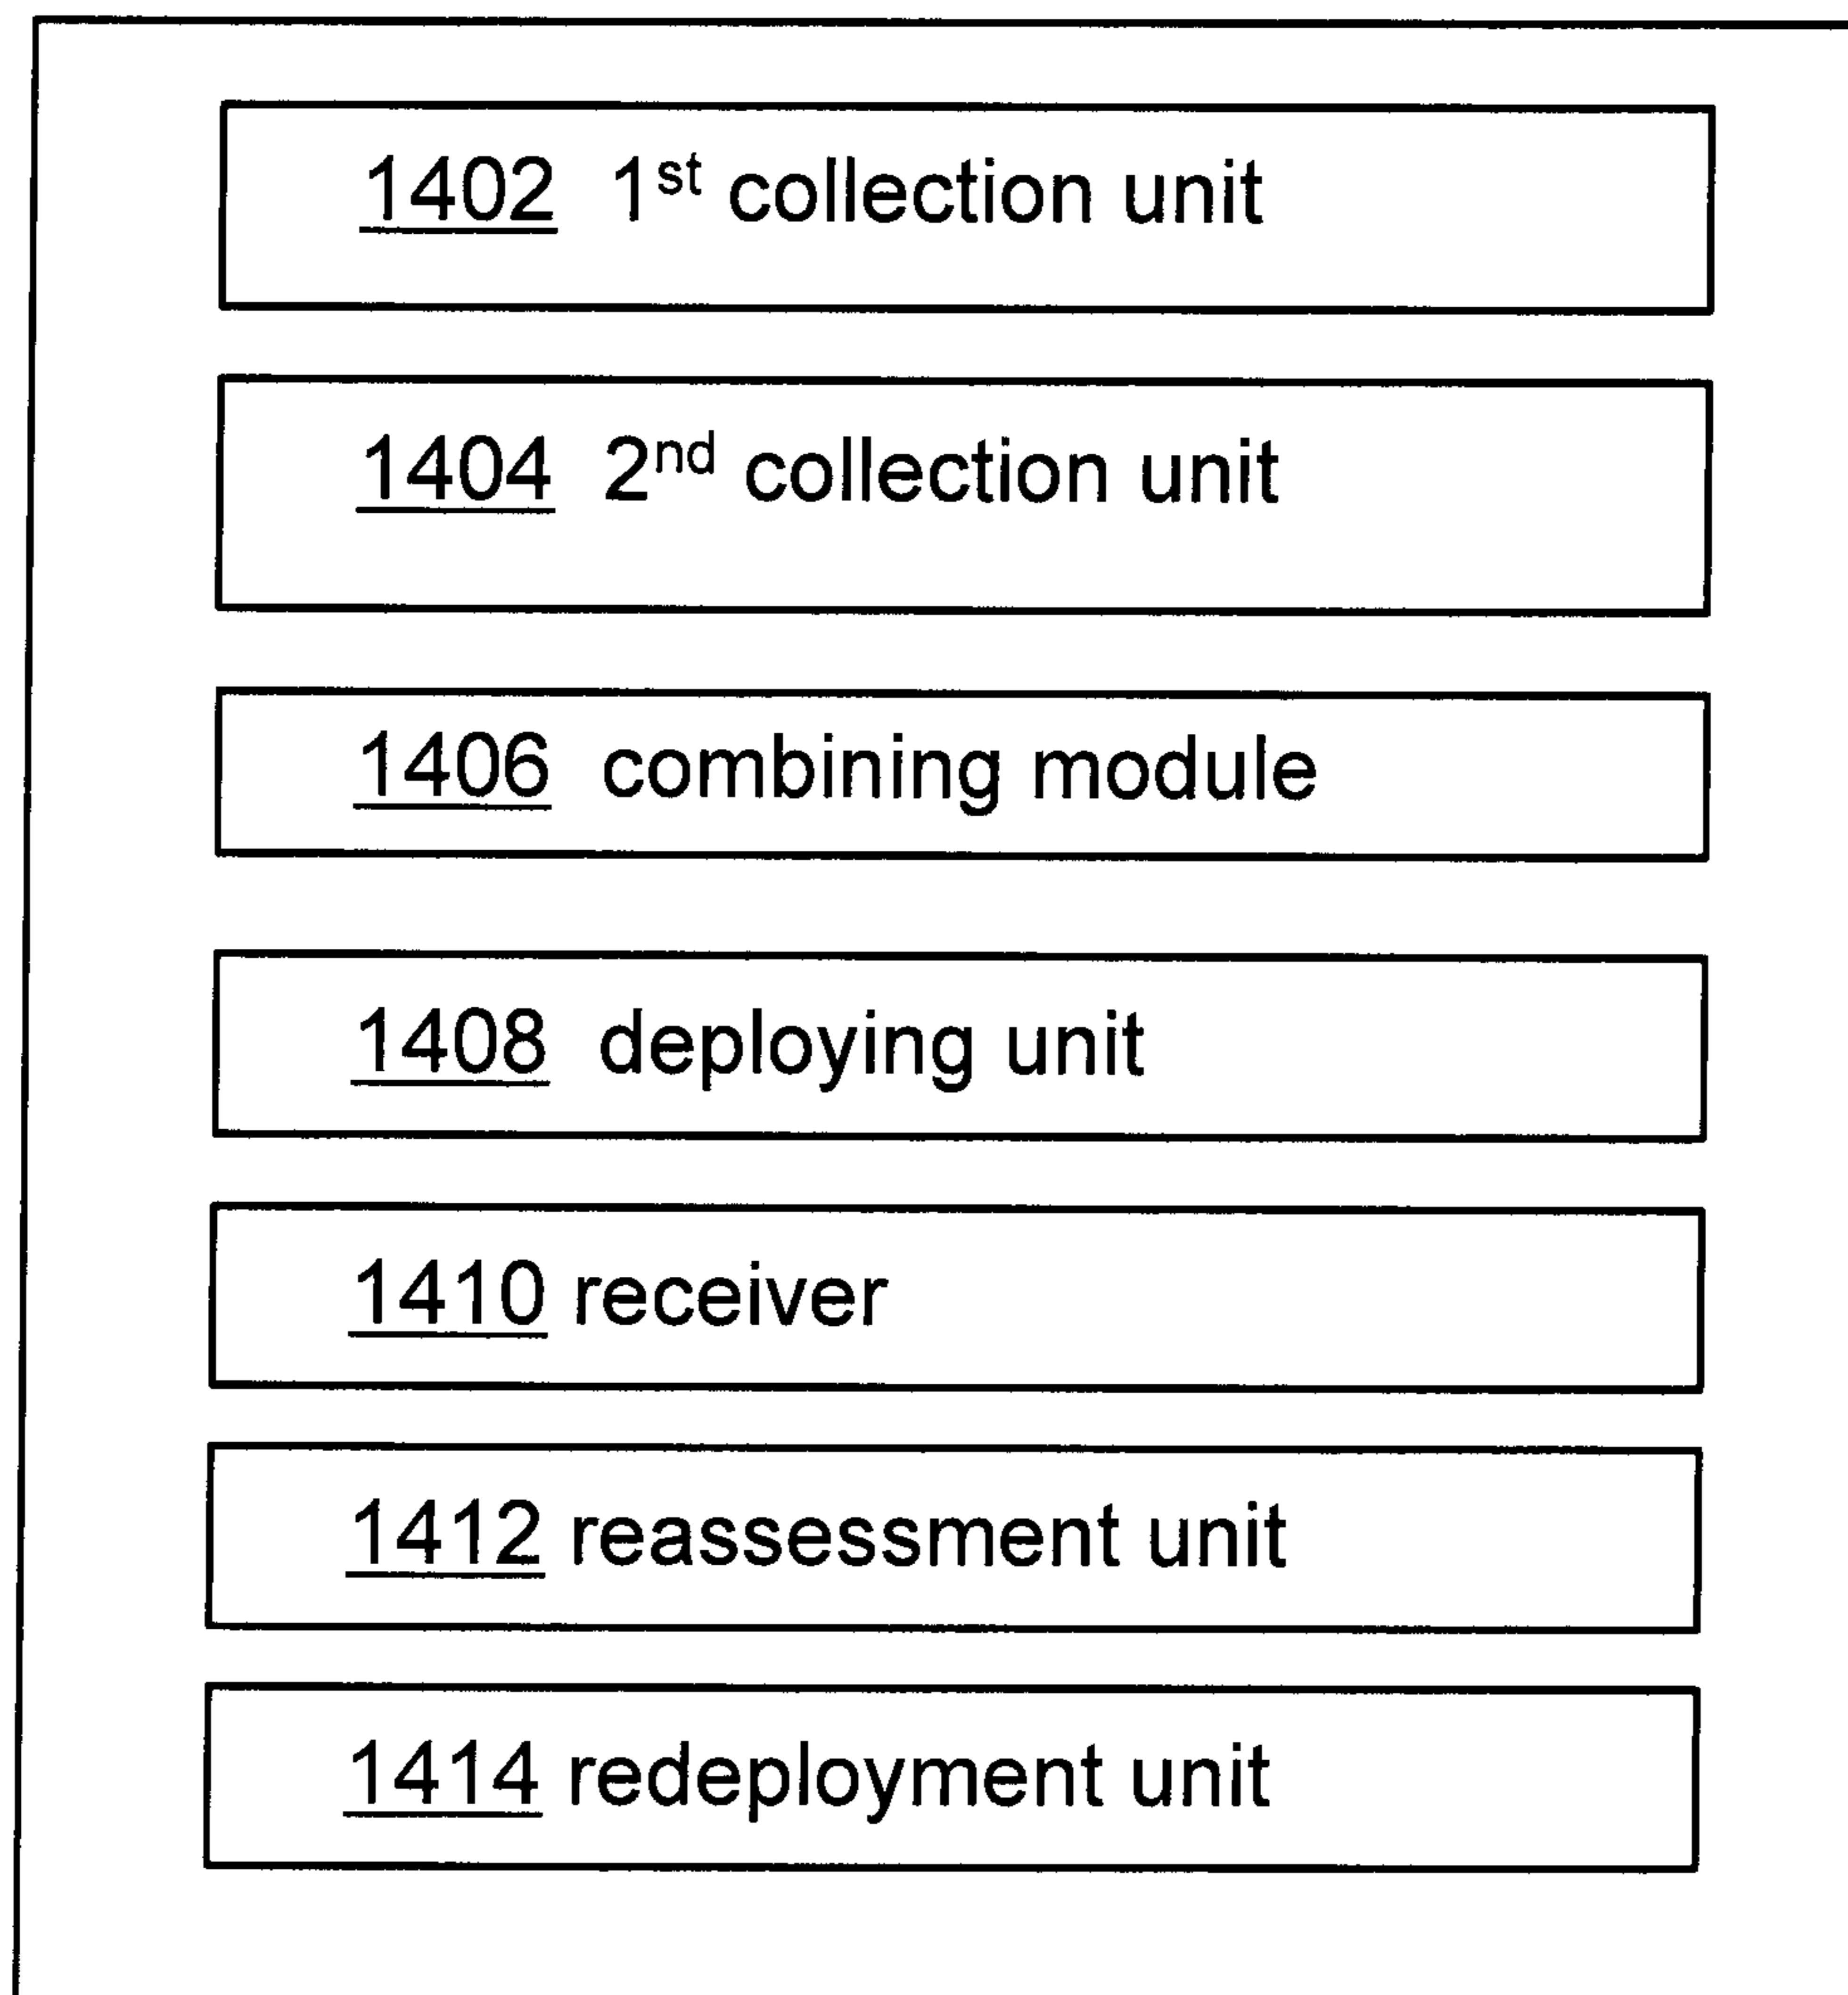 1402 1st collection unit
1404 2nd collection unit
1406 combining module
1408 deploying unit
1410 receiver
1412 reassessment unit
1414 redeployment unit